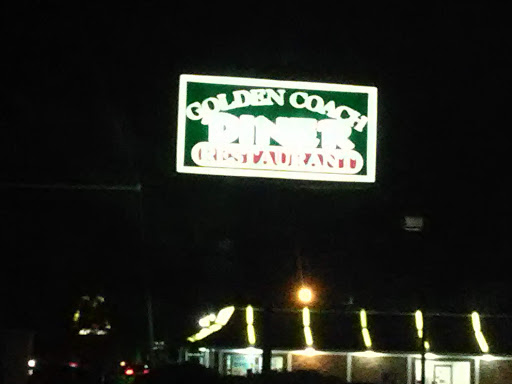 GOLDEN COACH
DINER
RESTAURANT